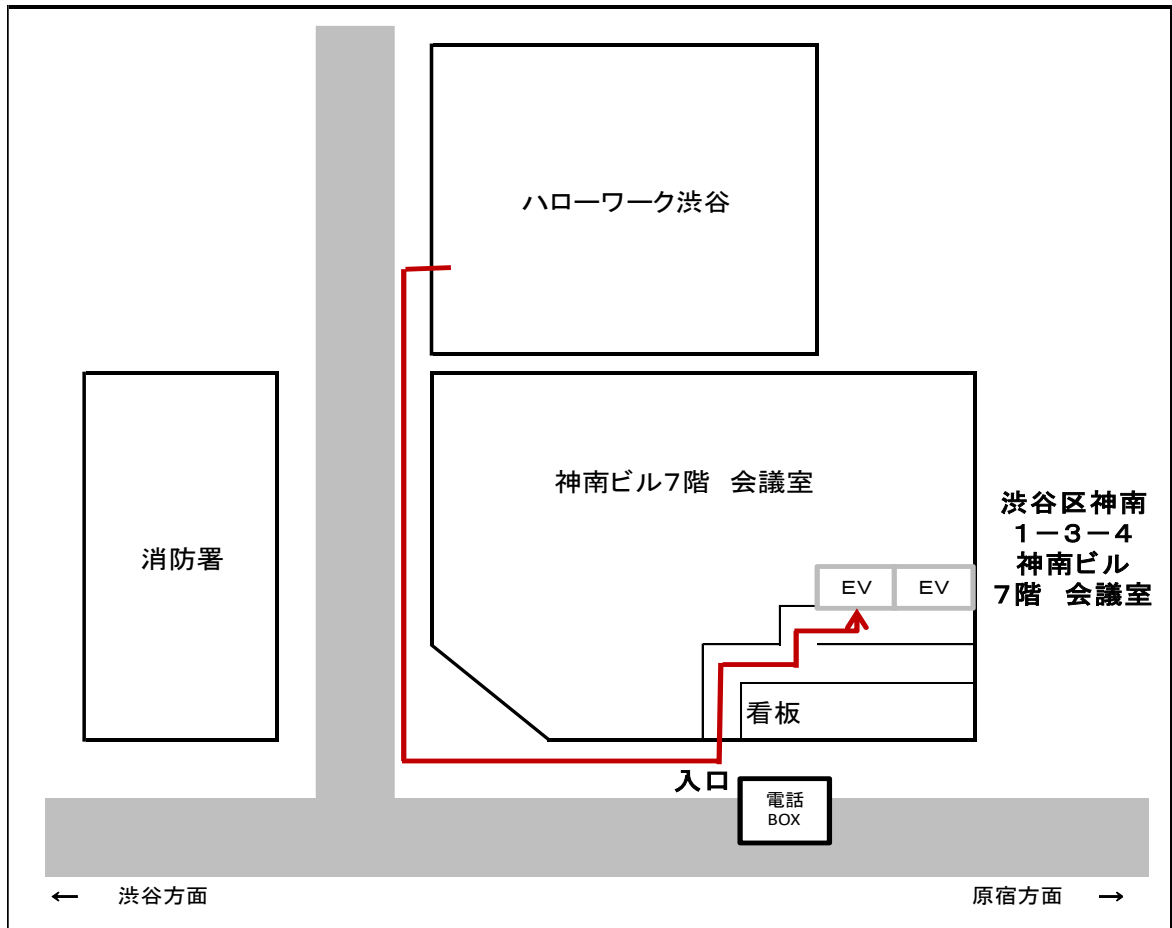 ハローワーク渋谷
神南ビル7階　会議室
渋谷区神南
1－3－4
神南ビル
7階　会議室
消防署
EV
EV
看板
入口
電話
BOX
← 渋谷方面
原宿方面 →